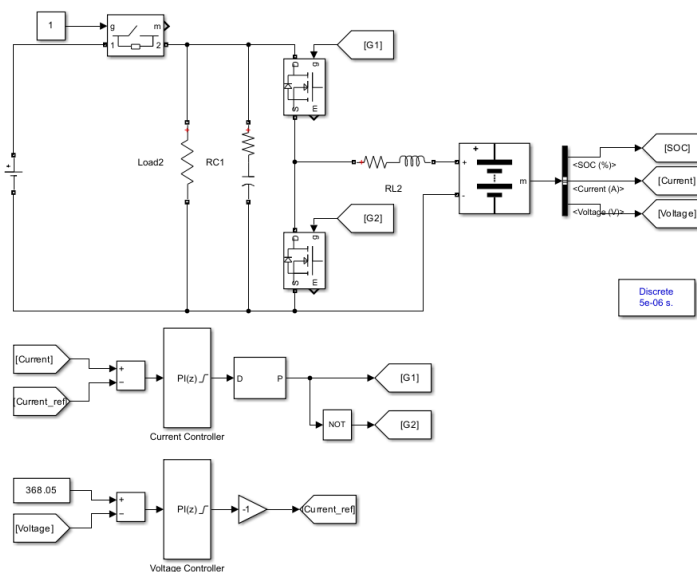 1
g
m
1
2
D
g
S
m
[G1]
Load2
RC1
RL2
+
-
m
[SOC]
<SOC (%)>
[Current]
<Current (A)>
[Voltage]
<Voltage (V)>
D
g
S
m
[G2]
Discrete
5e-06 s.
[Current]
[Current_ref]
+
−
PI(z)
D
P
[G1]
NOT
[G2]
Current Controller
368.05
[Voltage]
+
−
PI(z)
-1
[Current_ref]
Voltage Controller